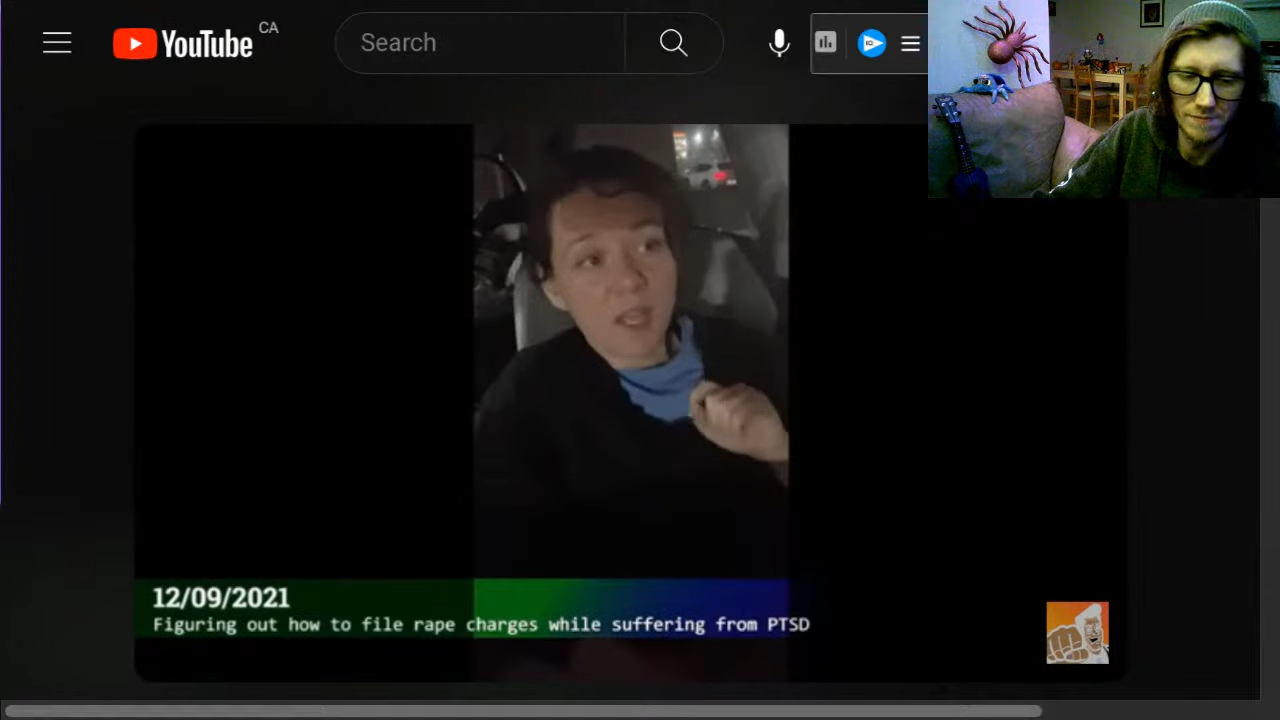 YouTube CA
Search
12/09/2021
Figuring out how to file rape charges while suffering from PTSD